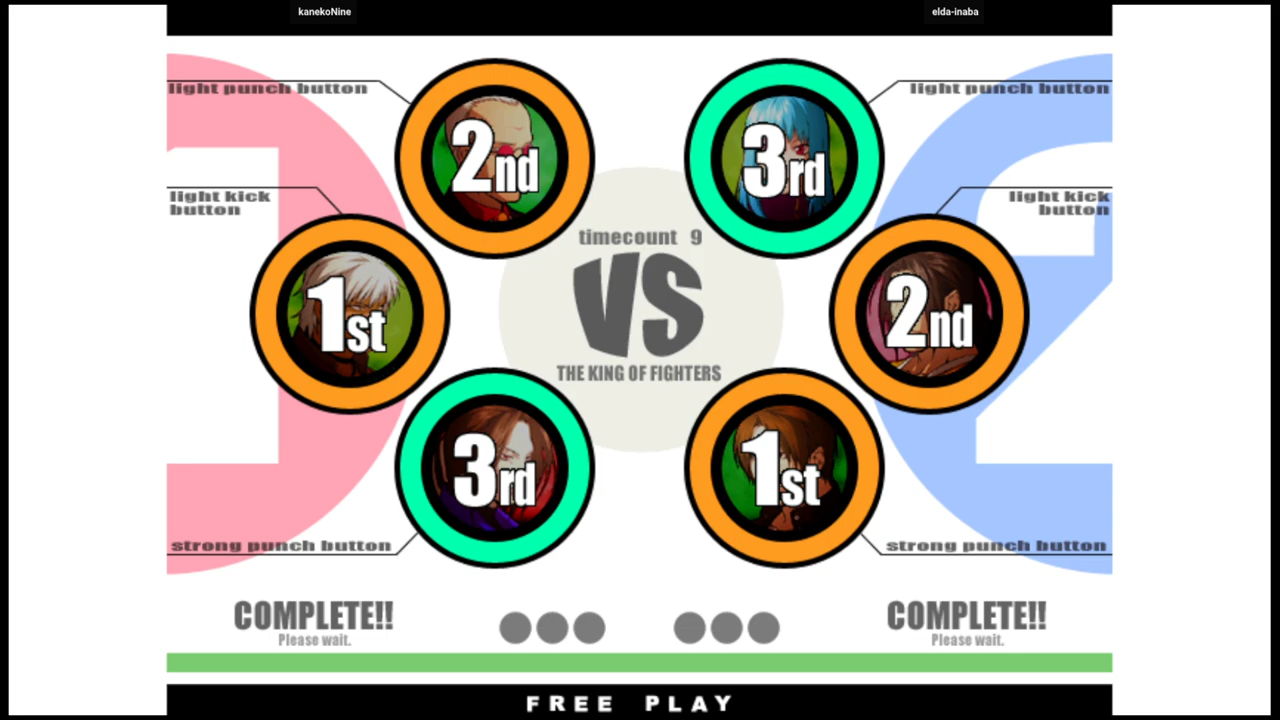 kanekoNine
elda-inaba
light punch button
light punch button
2nd
3rd
light kick
button
light kick
button
timecount 9
VS
THE KING OF FIGHTERS
1st
2nd
3rd
1st
strong punch button
strong punch button
COMPLETE!!
Please wait.
COMPLETE!!
Please wait.
FREE PLAY
1
2